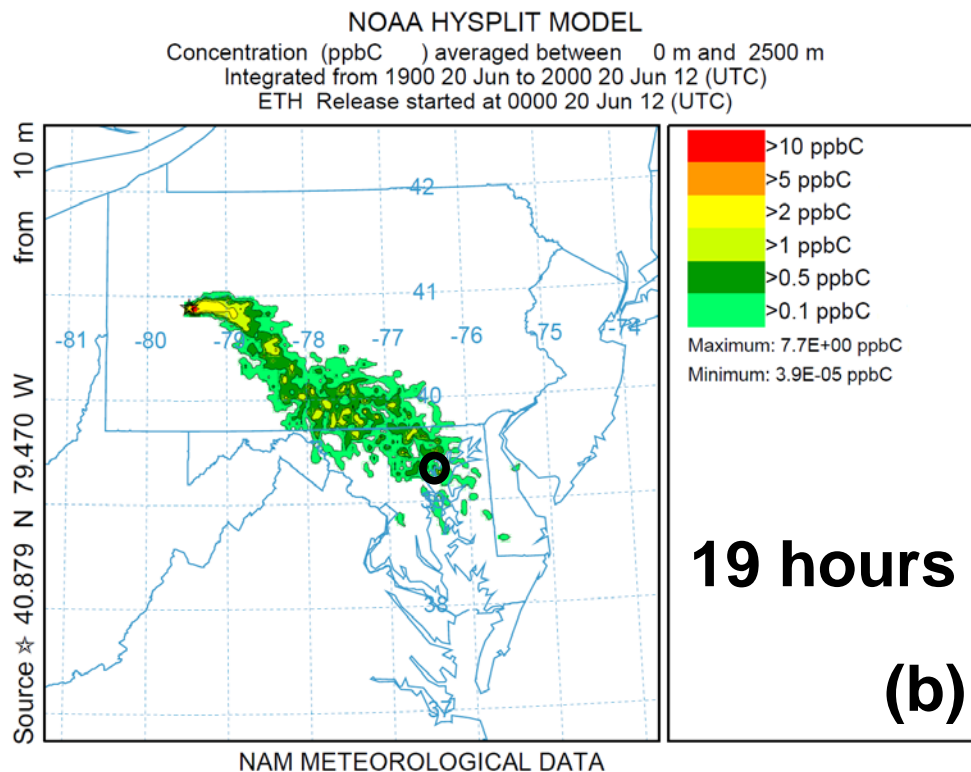 NOAA HYSPLIT MODEL
Concentration (ppbC ) averaged between 0 m and 2500 m
Integrated from 1900 20 Jun to 2000 20 Jun 12 (UTC)
ETH Release started at 0000 20 Jun 12 (UTC)
Source ☆ 40.879 N 79.470 W from 10 m
42
41
-81 -80 -79 -78 -77 -76 -75 -74
40
39
38
37
>10 ppbC
>5 ppbC
>2 ppbC
>1 ppbC
>0.5 ppbC
>0.1 ppbC
Maximum: 7.7E+00 ppbC
Minimum: 3.9E-05 ppbC
19 hours
(b)
NAM METEOROLOGICAL DATA